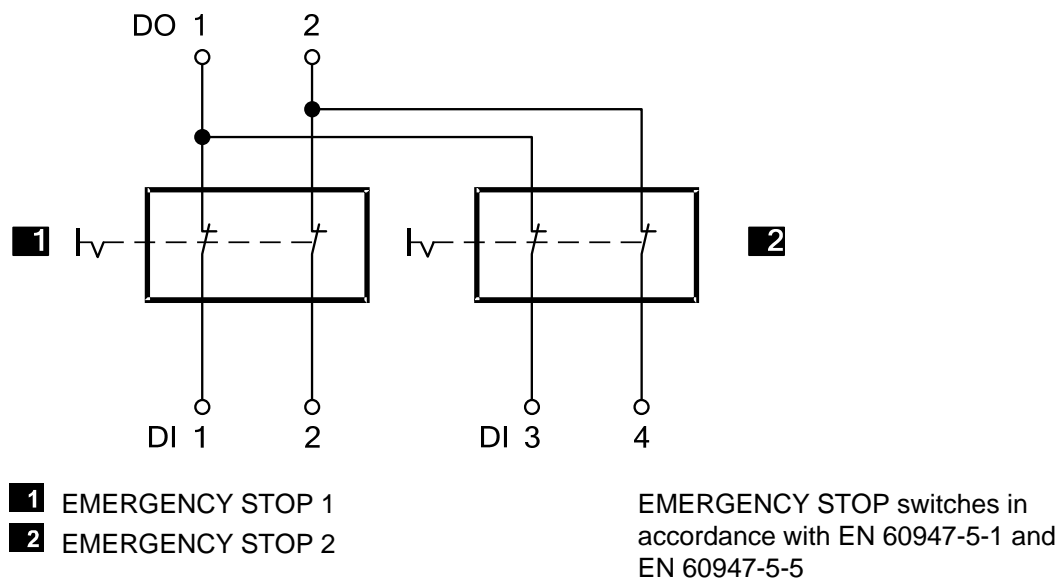 DO 1 2
1 2
DI 1 2 DI 3 4
1 EMERGENCY STOP 1
2 EMERGENCY STOP 2
EMERGENCY STOP switches in
accordance with EN 60947-5-1 and
EN 60947-5-5